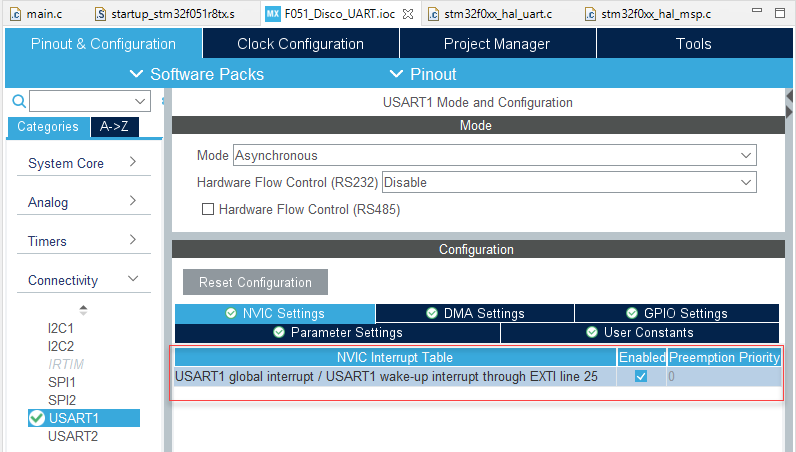 main.c
startup_stm32f051r8tx.s
MX F051_Disco_UART.ioc
stm32f0xx_hal_uart.c
stm32f0xx_hal_msp.c
Pinout & Configuration
Clock Configuration
Project Manager
Tools
Software Packs
Pinout
Categories
A->Z
System Core
Analog
Timers
Connectivity
I2C1
I2C2
IRTIM
SPI1
SPI2
USART1
USART2
USART1 Mode and Configuration
Mode
Mode Asynchronous
Hardware Flow Control (RS232) Disable
Hardware Flow Control (RS485)
Configuration
Reset Configuration
NVIC Settings
DMA Settings
GPIO Settings
Parameter Settings
User Constants
NVIC Interrupt Table Enabled Preemption Priority
USART1 global interrupt / USART1 wake-up interrupt through EXTI line 25 0